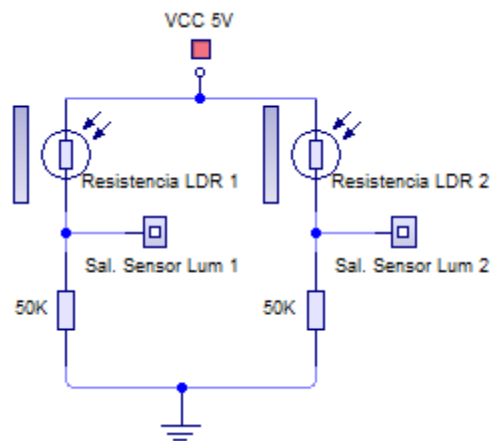 VCC 5V
Resistencia LDR 1
Resistencia LDR 2
Sal. Sensor Lum 1
Sal. Sensor Lum 2
50K
50K